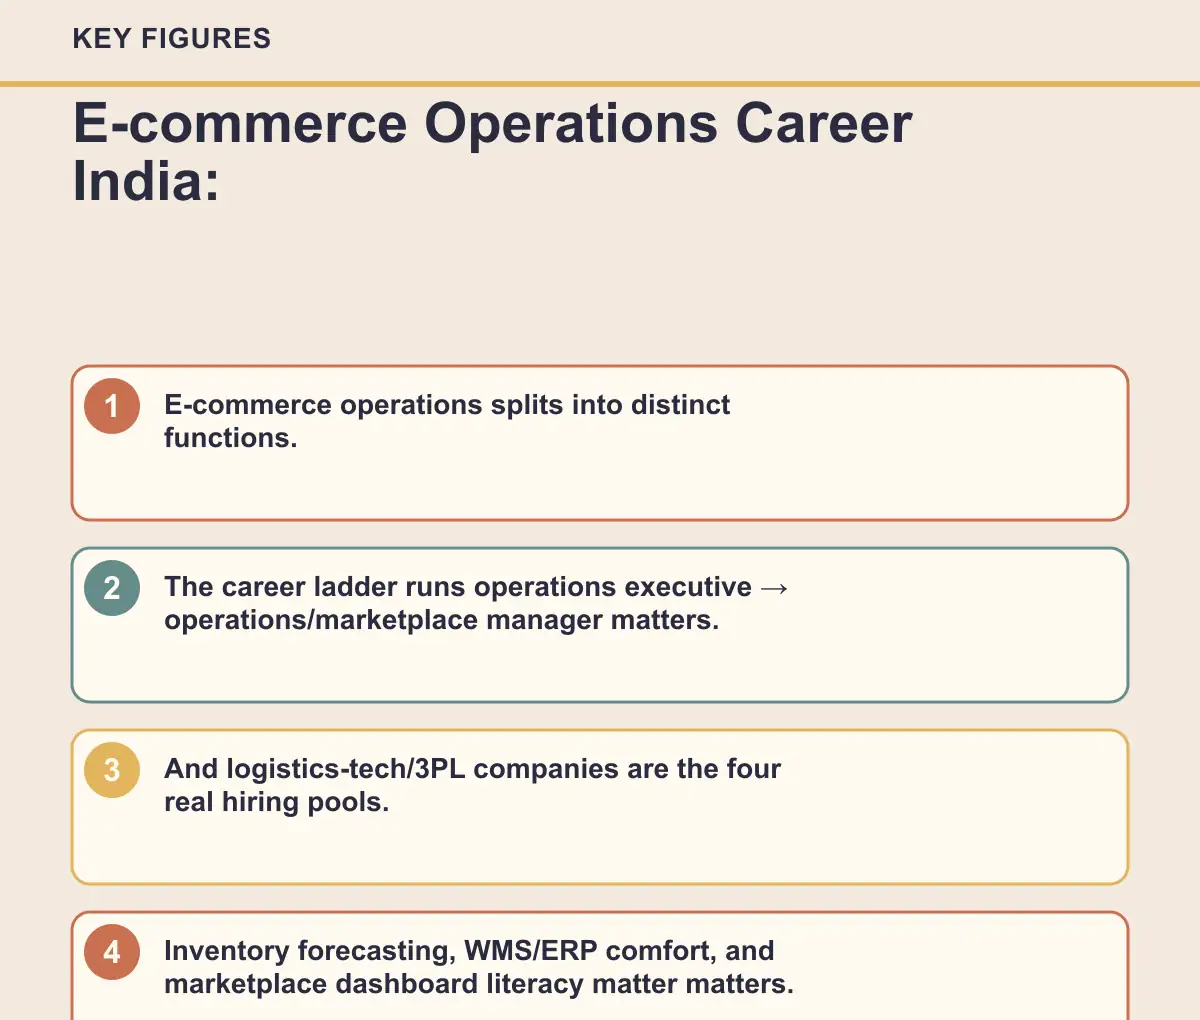 KEY FIGURES
E-commerce Operations Career
India:
1
E-commerce operations splits into distinct
functions.
2
The career ladder runs operations executive →
operations/marketplace manager matters.
3
And logistics-tech/3PL companies are the four
real hiring pools.
4
Inventory forecasting, WMS/ERP comfort, and
marketplace dashboard literacy matter matters.